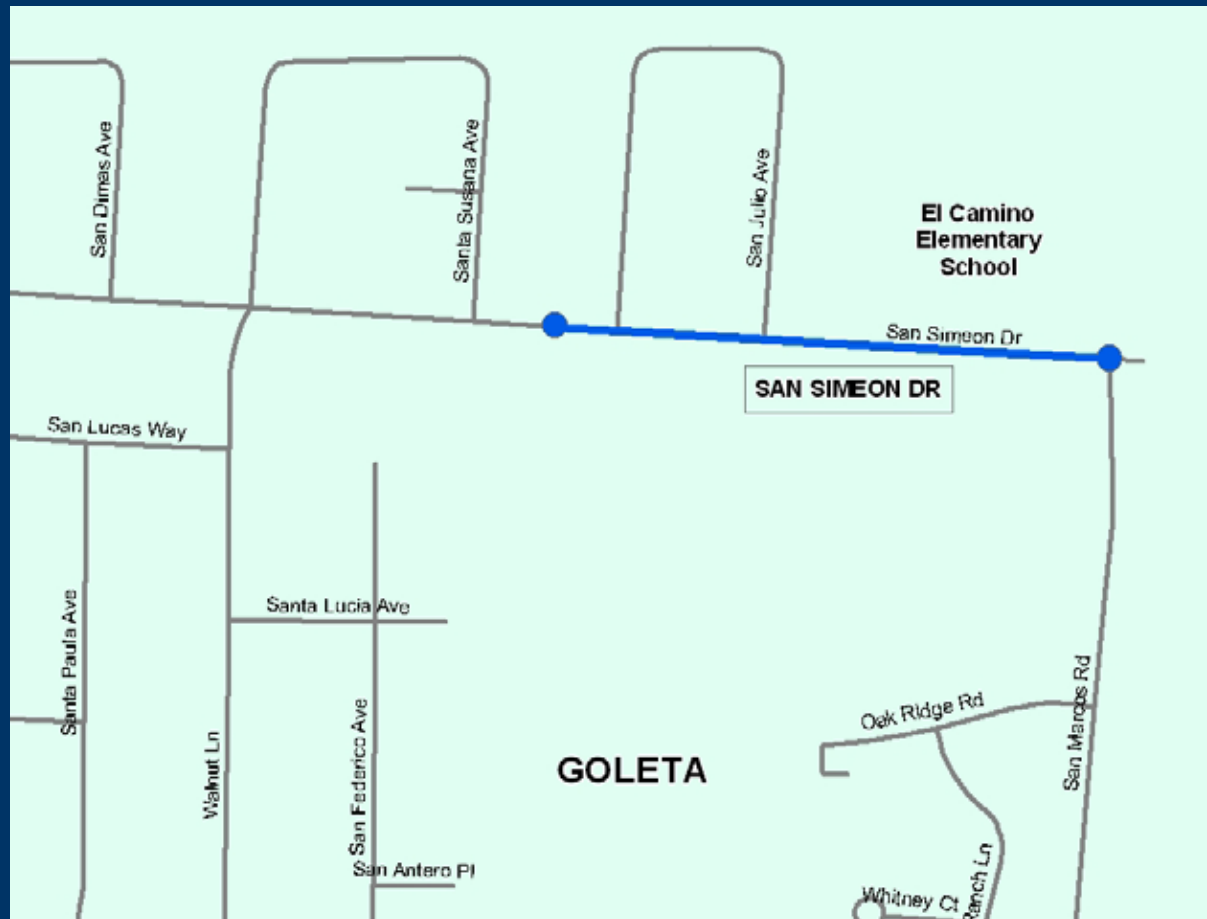 San Dimas Ave
Santa Susana Ave
San Julio Ave
El Camino
Elementary
School
San Simeon Dr
SAN SIMEON DR
San Lucas Way
Santa Lucia Ave
Santa Paula Ave
Walnut Ln
San Federico Ave
San Marcos Rd
Oak Ridge Rd
GOLETA
San Antero Pl
Whitney Ct
Ranch Ln